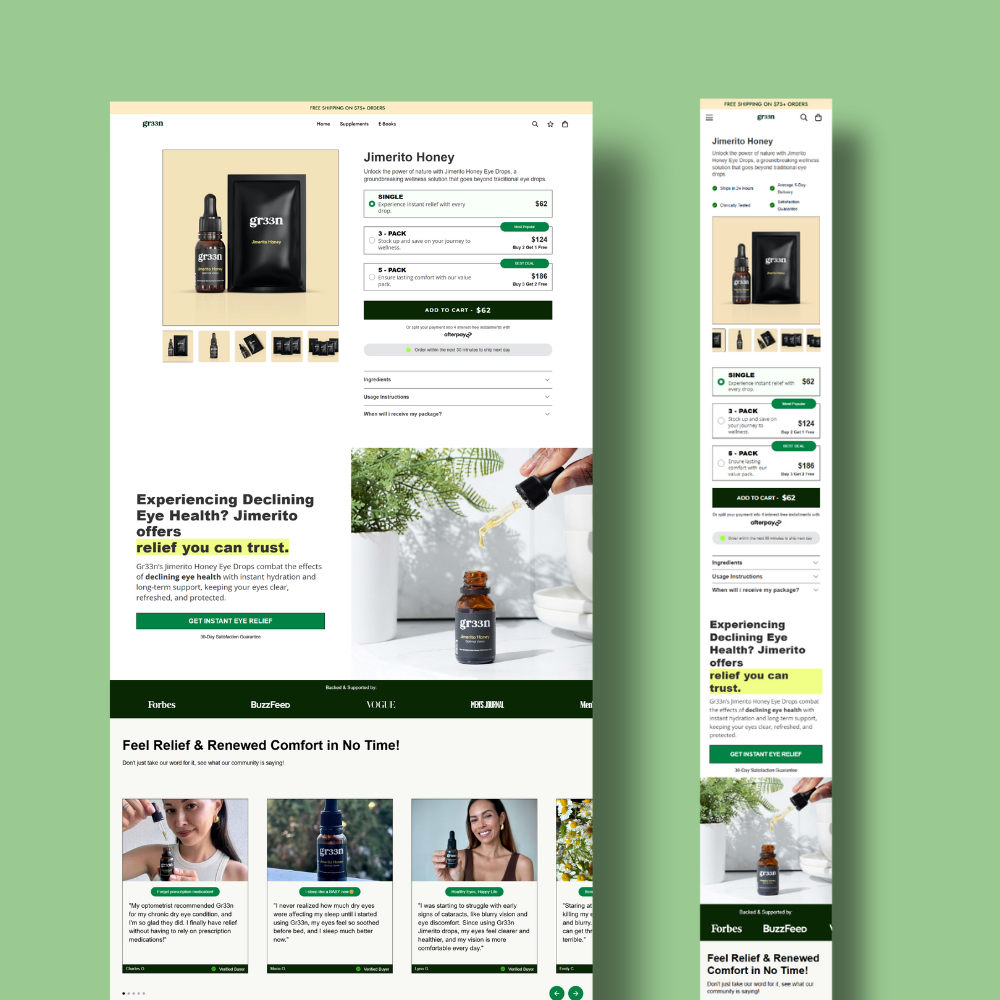 FREE SHIPPING ON $75+ ORDERS
gr33n
Home Supplements E-Books
gr33n
Jimerito Honey
gr33n
Jimerito Honey
Jimerito Honey
Unlock the power of nature with Jimerito Honey Eye Drops, a
groundbreaking wellness solution that goes beyond traditional eye drops.
SINGLE
Experience instant relief with every
drop.
$62
Most Popular
3 - PACK
Stock up and save on your journey to
wellness.
$124
Buy 2 Get 1 Free
BEST DEAL
5 - PACK
Ensure lasting comfort with our value
pack.
$186
Buy 3 Get 2 Free
ADD TO CART - $62
Or split your payment into 4 interest free installments with
afterpay
Order within the next 30 minutes to ship next day
Ingredients
Usage Instructions
When will i receive my package?
Experiencing Declining
Eye Health? Jimerito
offers
relief you can trust.
Gr33n's Jimerito Honey Eye Drops combat the effects
of declining eye health with instant hydration and
long-term support, keeping your eyes clear,
refreshed, and protected.
GET INSTANT EYE RELIEF
30-Day Satisfaction Guarantee
gr33n
Jimerito Honey
Backed & Supported by:
Forbes BuzzFeed VOGUE MEN'S JOURNAL Men
Feel Relief & Renewed Comfort in No Time!
Don't just take our word for it, see what our community is saying!
gr33n
gr33n
Jimerito Honey
"My optometrist recommended Gr33n
for my chronic dry eye condition, and
I'm so glad they did. I finally have relief
without having to rely on prescription
medications!"
Charles D. Verified Buyer
I sleep like a BABY now
"I never realized how much dry eyes
were affecting my sleep until i started
using Gr33n, my eyes feel so soothed
before bed, and I sleep much better
now."
Maria D. Verified Buyer
Healthy Eyes, Happy Life
"I was starting to struggle with early
signs of cataracts, like blurry vision and
eye discomfort. Since using Gr33n
Jimerito drops, my eyes feel clearer and
healthier, and my vision is more
comfortable every day."
Lynn D. Verified Buyer
"Staring at
killing my e
and blurry.
can get thr
terrible."
Emily C.
FREE SHIPPING ON $75+ ORDERS
gr33n
Jimerito Honey
Unlock the power of nature with Jimerito
Honey Eye Drops, a groundbreaking wellness
solution that goes beyond traditional eye
drops.
Ships in 24 Hours
Average 5-Day
Delivery
Clinically Tested
Satisfaction
Guarantee
gr33n
Jimerito Honey
gr33n
SINGLE
Experience instant relief with
every drop.
$62
Most Popular
3 - PACK
Stock up and save on
your journey to
wellness.
$124
Buy 2 Get 1 Free
BEST DEAL
5 - PACK
Ensure lasting
comfort with our
value pack.
$186
Buy 3 Get 2 Free
ADD TO CART - $62
Or split your payment into 4 interest free installments with
afterpay
Order within the next 30 minutes to ship next day
Ingredients
Usage Instructions
When will i receive my package?
Experiencing
Declining Eye
Health? Jimerito
offers
relief you can
trust.
Gr33n's Jimerito Honey Eye Drops combat
the effects of declining eye health with
instant hydration and long term support,
keeping your eyes clear, refreshed, and
protected.
GET INSTANT EYE RELIEF
30-Day Satisfaction Guarantee
gr33n
Backed & Supported by
Forbes BuzzFeed V
Feel Relief & Renewed
Comfort in No Time!
Don't just take our word for it, see what our
community is saying!